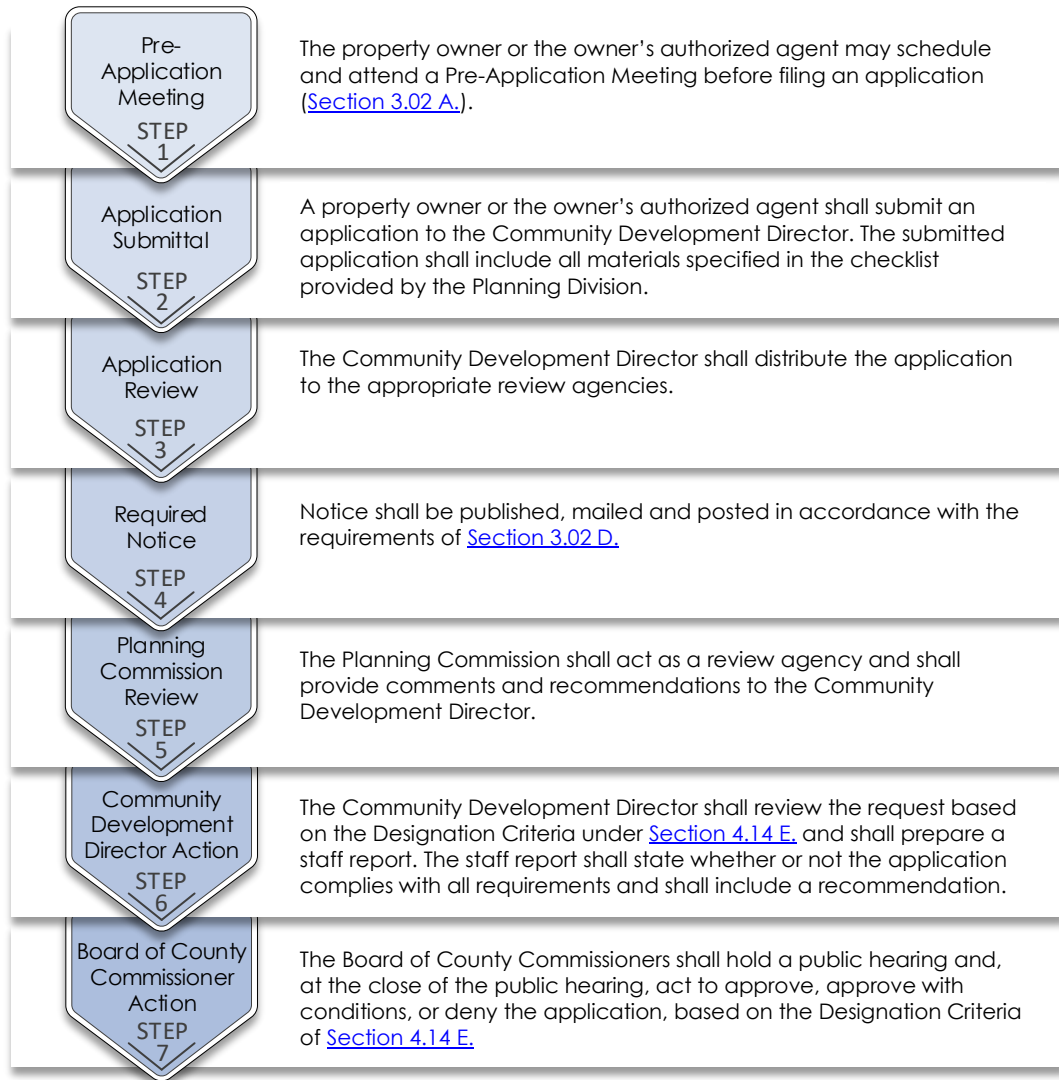 Pre-
Application
Meeting
STEP
1
The property owner or the owner’s authorized agent may schedule
and attend a Pre-Application Meeting before filing an application
(Section 3.02 A.).
Application
Submittal
STEP
2
A property owner or the owner’s authorized agent shall submit an
application to the Community Development Director. The submitted
application shall include all materials specified in the checklist
provided by the Planning Division.
Application
Review
STEP
3
The Community Development Director shall distribute the application
to the appropriate review agencies.
Required
Notice
STEP
4
Notice shall be published, mailed and posted in accordance with the
requirements of Section 3.02 D.
Planning
Commission
Review
STEP
5
The Planning Commission shall act as a review agency and shall
provide comments and recommendations to the Community
Development Director.
Community
Development
Director Action
STEP
6
The Community Development Director shall review the request based
on the Designation Criteria under Section 4.14 E. and shall prepare a
staff report. The staff report shall state whether or not the application
complies with all requirements and shall include a recommendation.
Board of County
Commissioner
Action
STEP
7
The Board of County Commissioners shall hold a public hearing and,
at the close of the public hearing, act to approve, approve with
conditions, or deny the application, based on the Designation Criteria
of Section 4.14 E.